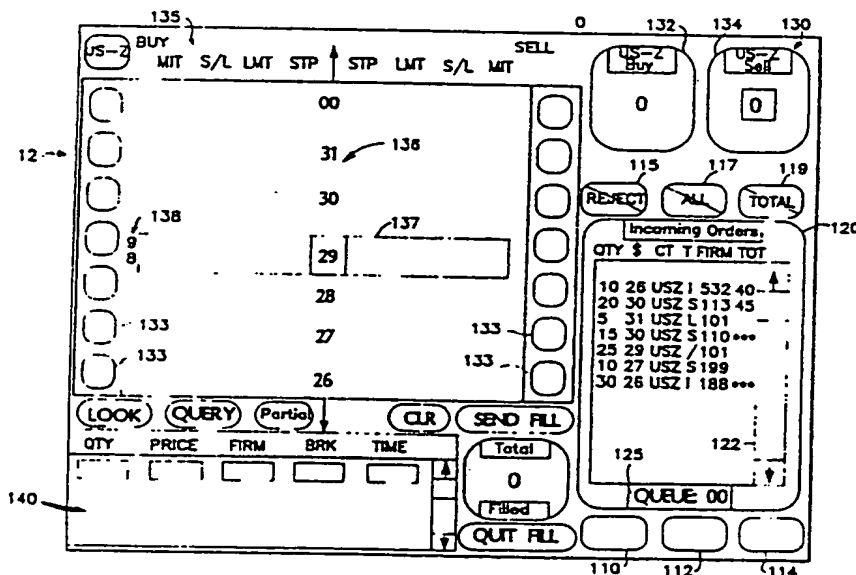 135
O 132 134 130
US-Z BUY SELL US-Z US-Z
MIT S/L LMT STP STP LMT S/L MIT Buy Sell
00 0 0
12
31 136
30
115 117 119
REJECT ALL TOTAL
137 120
138
9
8
29
Incoming Orders,
QTY $ CT T FIRM TOT
28
10 26 USZ I 532 40
20 30 USZ S 113 45
5 31 USZ L 101
15 30 USZ S 110 •••
25 29 USZ / 101
10 27 USZ S 199
30 26 USZ I 188 •••
133 27 133
133 26 133
LOOK QUERY Partial CLR SEND FILL
QTY PRICE FIRM BRK TIME
Total
0
Filled
122
125
QUEUE: 00
140
QUIT FILL
110 112 114